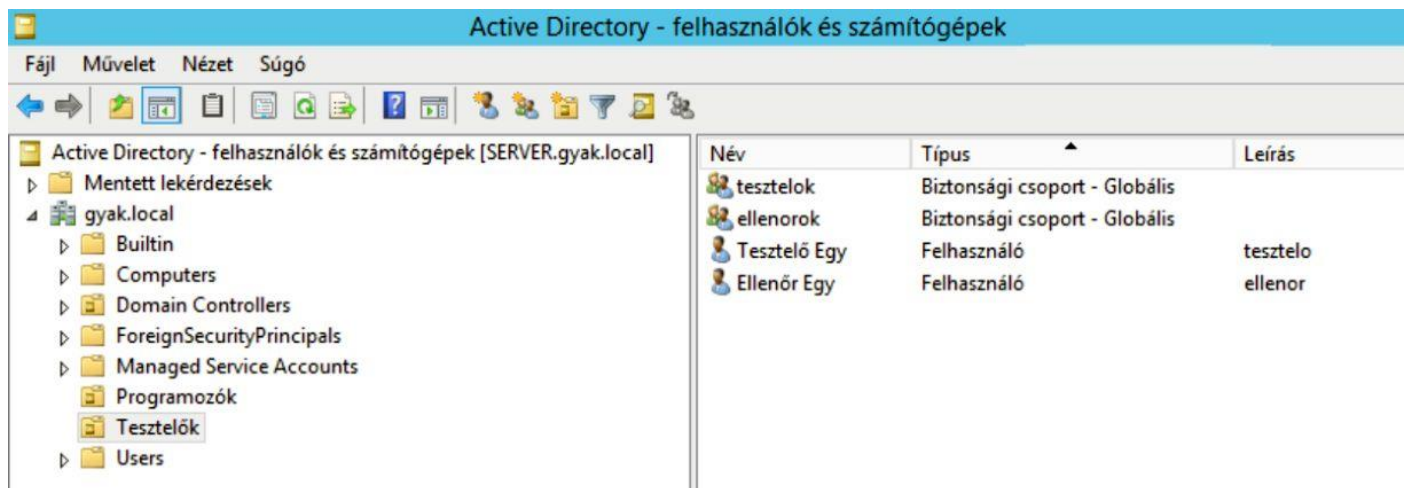 Active Directory - felhasználók és számítógépek
Fájl Művelet Nézet Súgó
Active Directory - felhasználók és számítógépek [SERVER.gyak.local]
Mentett lekérdezések
gyak.local
Builtin
Computers
Domain Controllers
ForeignSecurityPrincipals
Managed Service Accounts
Programozók
Tesztelők
Users
Név Típus Leírás
tesztelok Biztonsági csoport - Globális
ellenorok Biztonsági csoport - Globális
Tesztelő Egy Felhasználó tesztelo
Ellenőr Egy Felhasználó ellenor